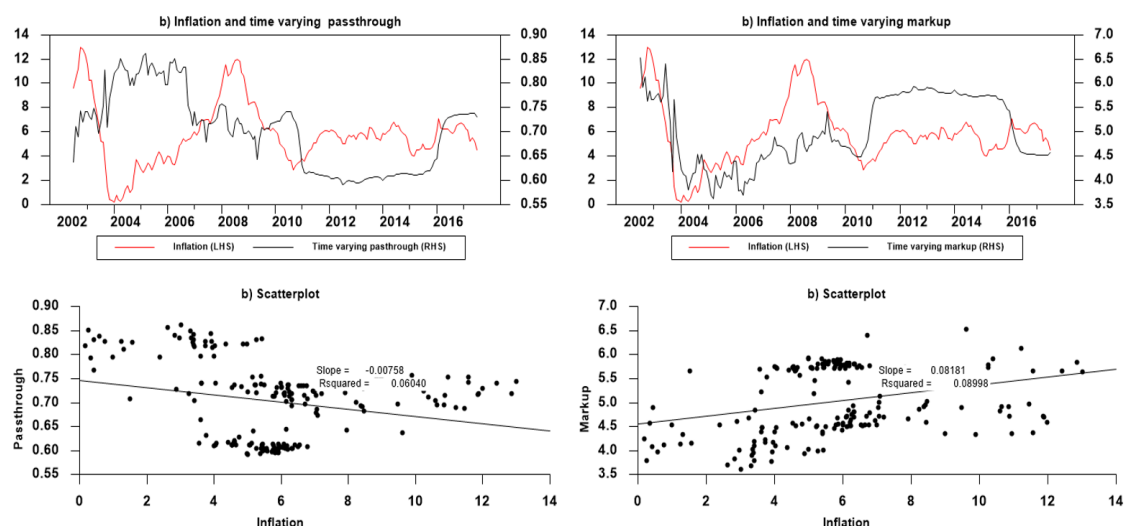 b) Inflation and time varying passthrough
14 0.90
12 0.85
10 0.80
8 0.75
6 0.70
4 0.65
2 0.60
0 0.55
2002 2004 2006 2008 2010 2012 2014 2016
Inflation (LHS) Time varying pasthrough (RHS)
b) Inflation and time varying markup
14 7.0
12 6.5
10 6.0
8 5.5
6 5.0
4 4.5
2 4.0
0 3.5
2002 2004 2006 2008 2010 2012 2014 2016
Inflation (LHS) Time varying markup (RHS)
b) Scatterplot
Passthrough
0.90
0.85
0.80
0.75
0.70
0.65
0.60
0.55
Slope = -0.00758
Rsquared = 0.06040
0 2 4 6 8 10 12 14
Inflation
b) Scatterplot
Markup
7.0
6.5
6.0
5.5
5.0
4.5
4.0
3.5
Slope = 0.08181
Rsquared = 0.08998
0 2 4 6 8 10 12 14
Inflation